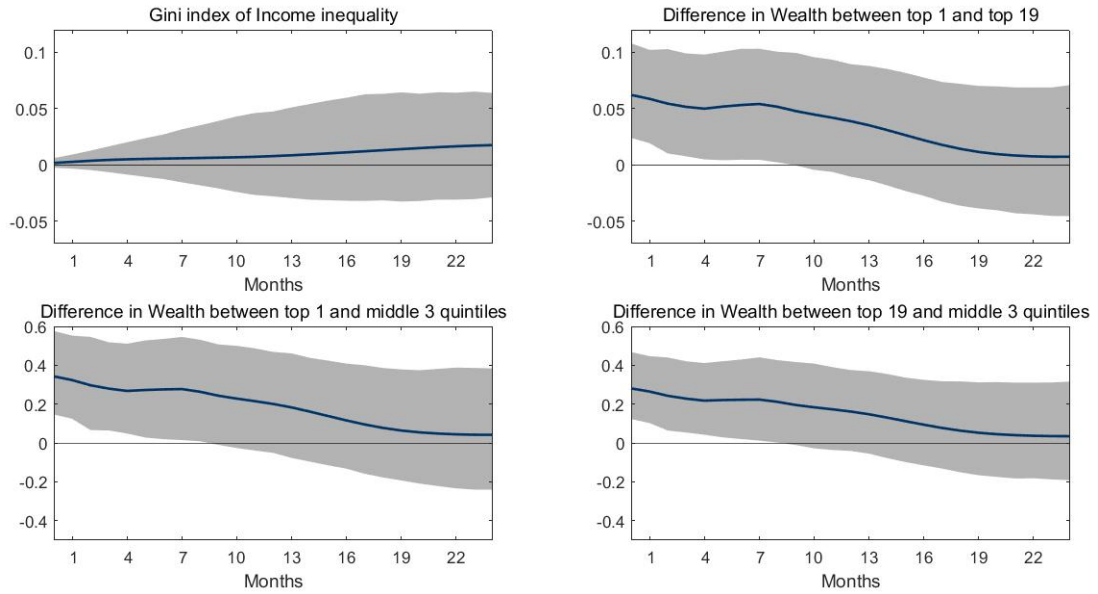 Gini index of Income inequality
0.1
0.05
0
-0.05
1 4 7 10 13 16 19 22
Months
Difference in Wealth between top 1 and top 19
0.1
0.05
0
-0.05
1 4 7 10 13 16 19 22
Months
Difference in Wealth between top 1 and middle 3 quintiles
0.6
0.4
0.2
0
-0.2
-0.4
1 4 7 10 13 16 19 22
Months
Difference in Wealth between top 19 and middle 3 quintiles
0.6
0.4
0.2
0
-0.2
-0.4
1 4 7 10 13 16 19 22
Months